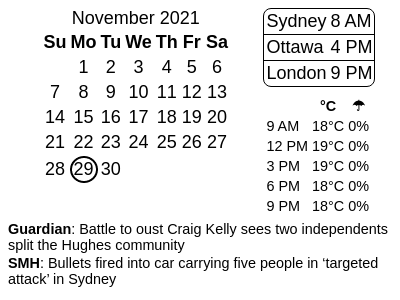 November 2021
Su Mo Tu We Th Fr Sa
1 2 3 4 5 6
7 8 9 10 11 12 13
14 15 16 17 18 19 20
21 22 23 24 25 26 27
28 29 30
Sydney 8 AM
Ottawa 4 PM
London 9 PM
°C ☂
9 AM 18°C 0%
12 PM 19°C 0%
3 PM 19°C 0%
6 PM 18°C 0%
9 PM 18°C 0%
Guardian: Battle to oust Craig Kelly sees two independents
split the Hughes community
SMH: Bullets fired into car carrying five people in ‘targeted
attack’ in Sydney